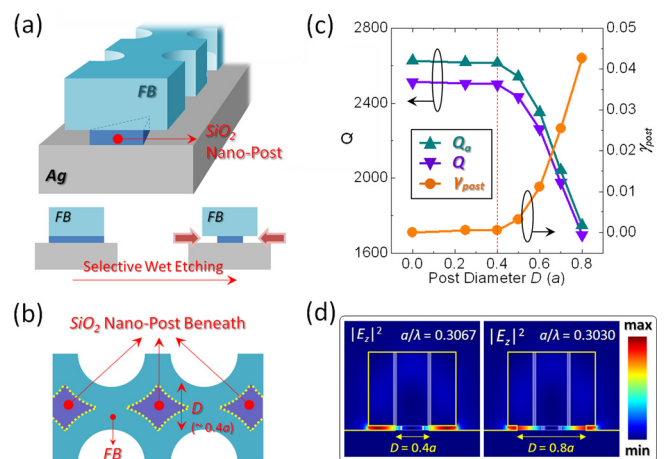 (a)
FB
SiO2
Nano-Post
Ag
FB
FB
Selective Wet Etching
(b)
SiO2 Nano-Post Beneath
D
(~ 0.4a)
FB
(c)
2800
2600
Q
2000
1600
0.05
0.04
0.03
0.02
0.01
0.00
γpost
Qa
Q
γpost
0.0 0.2 0.4 0.6 0.8
Post Diameter D (a)
(d)
|Ez|² a/λ = 0.3067
D = 0.4a
|Ez|² a/λ = 0.3030
D = 0.8a
max
min